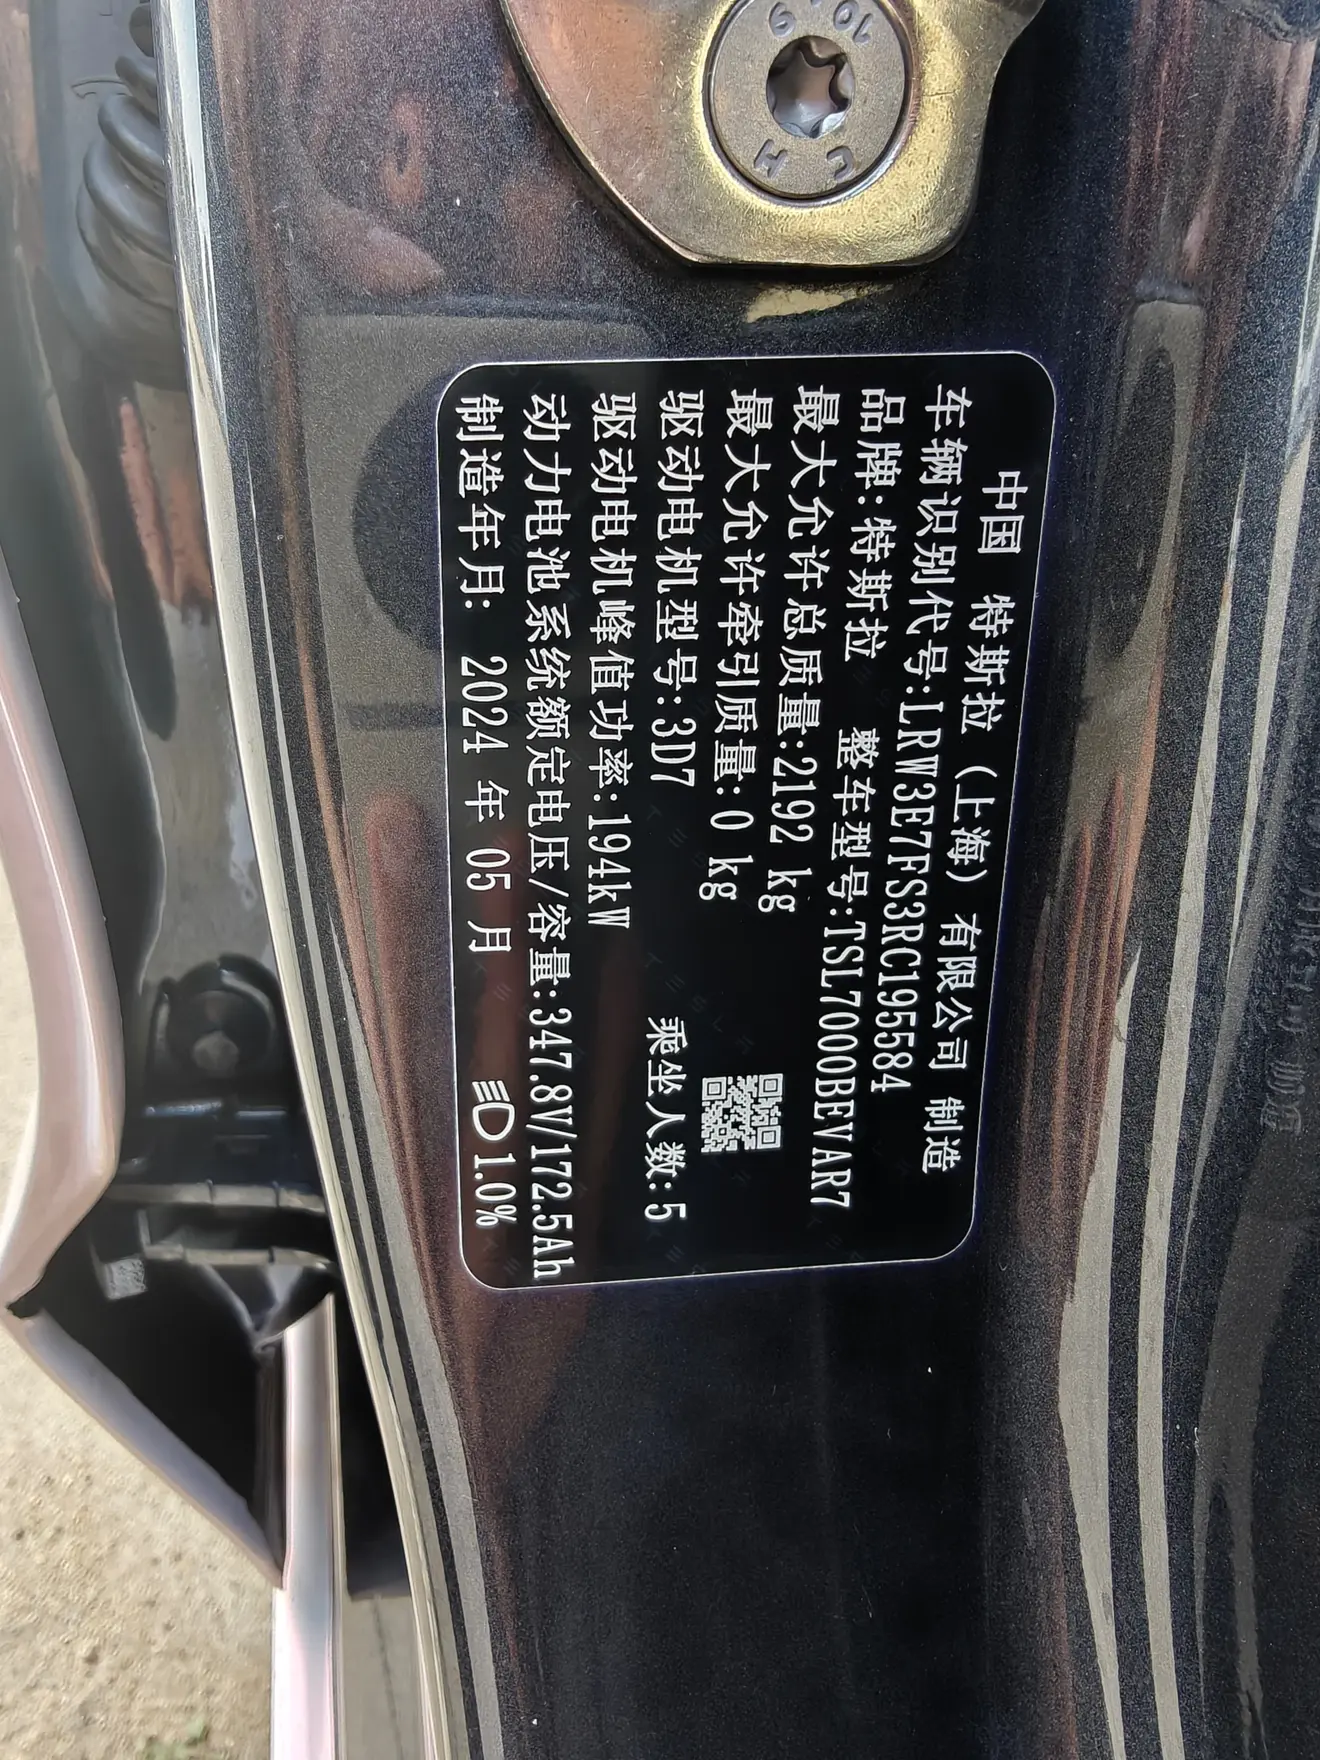 10.9
H C
中国 特斯拉 (上海) 有限公司 制造
车辆识别代号:LRW3E7FS3RC195584
品牌:特斯拉 整车型号:TSL7000BEVAR7
最大允许总质量:2192 kg
最大允许牵引质量:0 kg
驱动电机型号:3D7 乘坐人数:5
驱动电机峰值功率:194kW
动力电池系统额定电压/容量:347.8V/172.5Ah
制造年月: 2024 年 05 月 1.0%